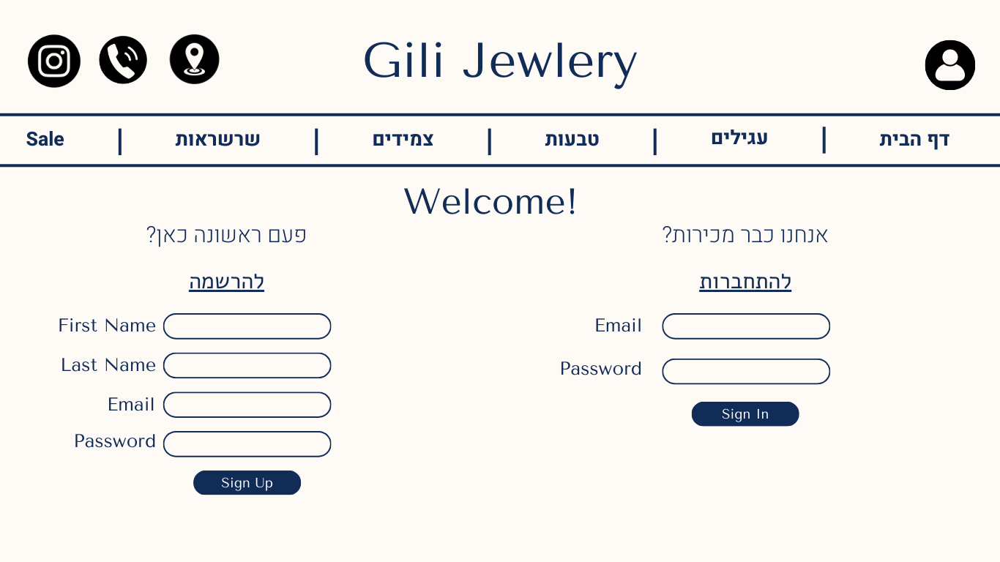 Gili Jewlery
דף הבית
עגילים
טבעות
צמידים
שרשראות
Sale
Welcome!
אנחנו כבר מכירות?
להתחברות
Email
Password
Sign In
פעם ראשונה כאן?
להרשמה
First Name
Last Name
Email
Password
Sign Up